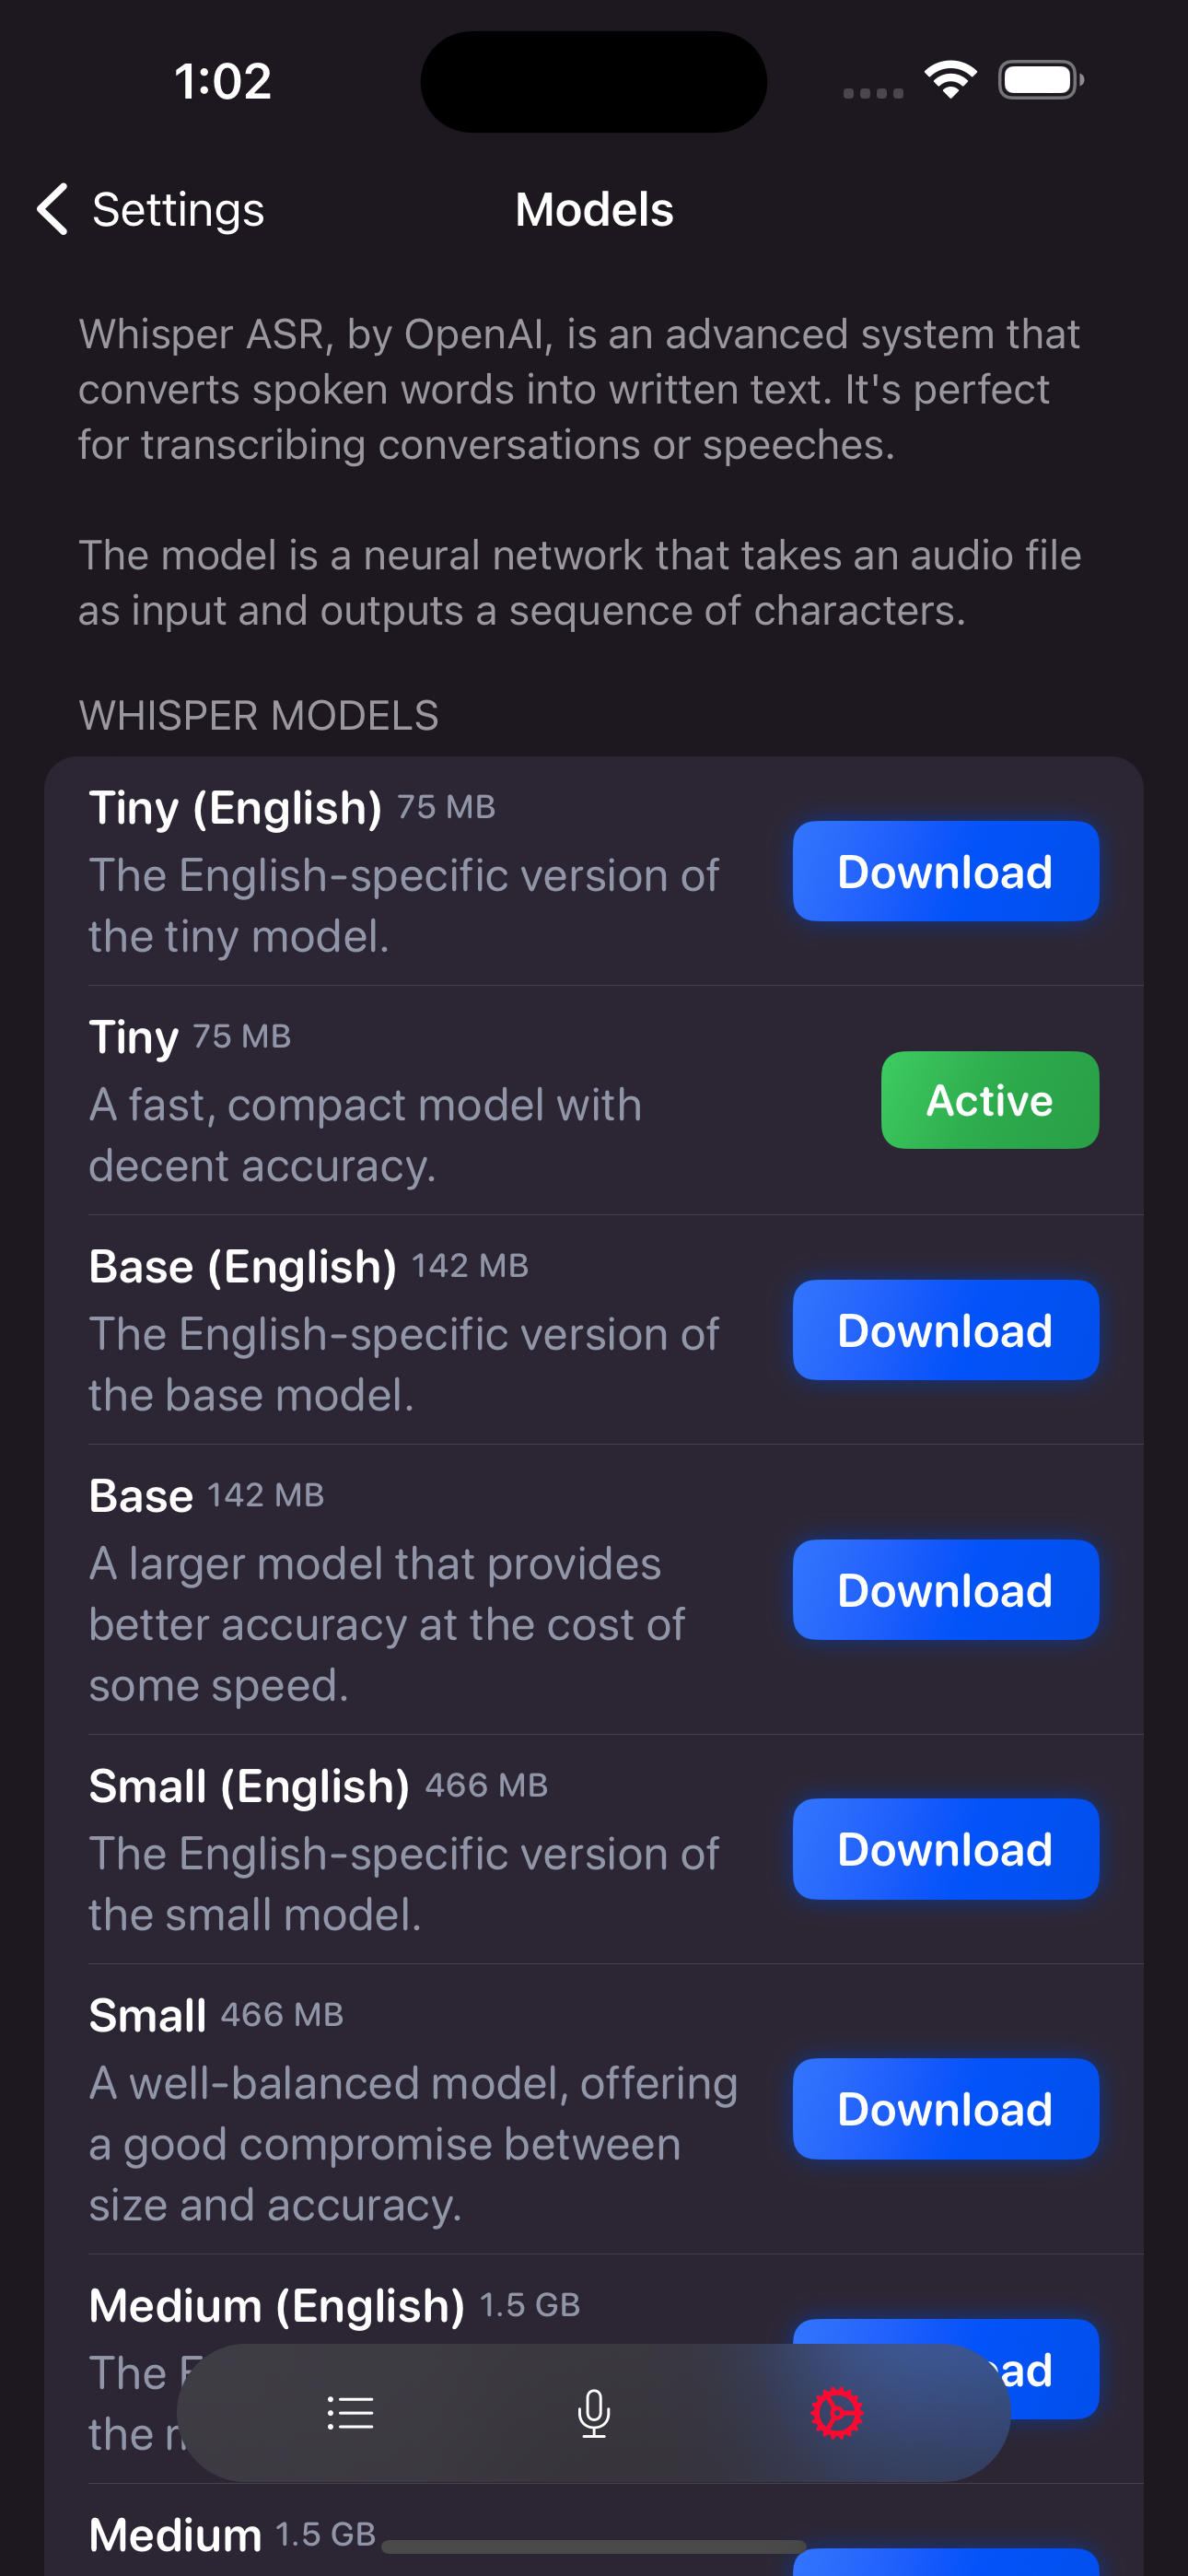 1:02
Settings
Models
Whisper ASR, by OpenAI, is an advanced system that
converts spoken words into written text. It's perfect
for transcribing conversations or speeches.
The model is a neural network that takes an audio file
as input and outputs a sequence of characters.
WHISPER MODELS
Tiny (English) 75 MB
The English-specific version of
the tiny model.
Download
Tiny 75 MB
A fast, compact model with
decent accuracy.
Active
Base (English) 142 MB
The English-specific version of
the base model.
Download
Base 142 MB
A larger model that provides
better accuracy at the cost of
some speed.
Download
Small (English) 466 MB
The English-specific version of
the small model.
Download
Small 466 MB
A well-balanced model, offering
a good compromise between
size and accuracy.
Download
Medium (English) 1.5 GB
The
the
Medium 1.5 GB